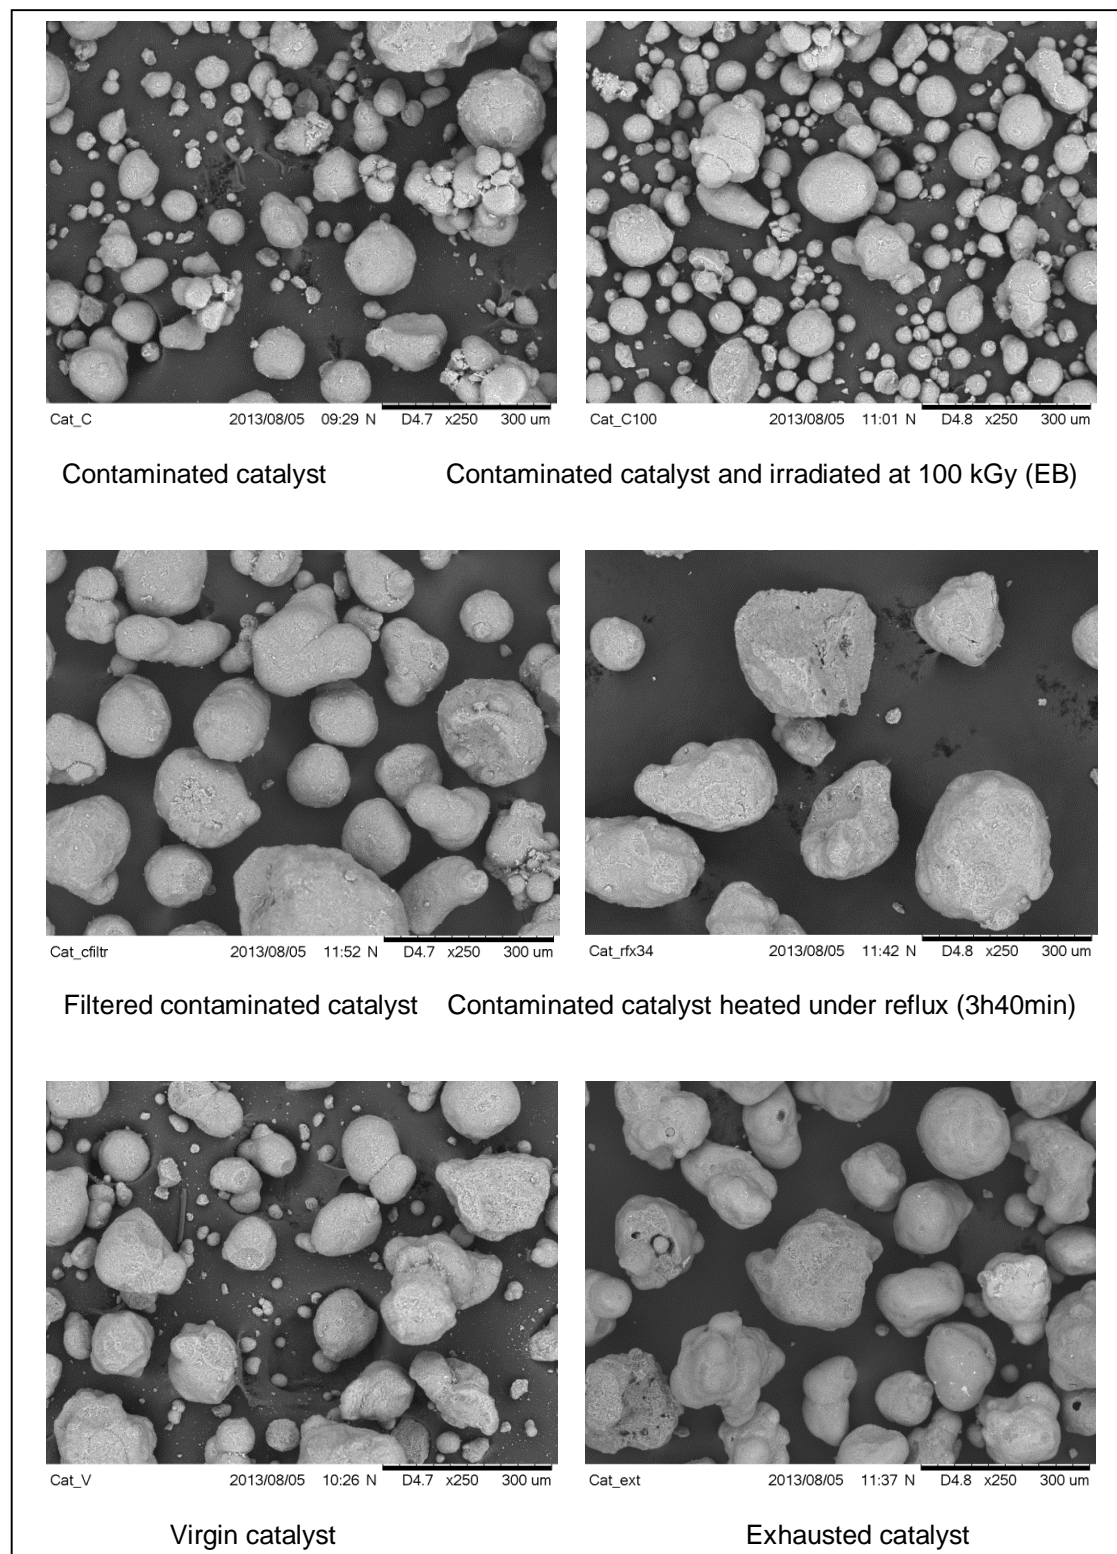 Cat_C 2013/08/05 09:29 N D4.7 x250 300 um
Cat_C100 2013/08/05 11:01 N D4.8 x250 300 um
Contaminated catalyst
Contaminated catalyst and irradiated at 100 kGy (EB)
Cat_cfiltr 2013/08/05 11:52 N D4.7 x250 300 um
Cat_rfx34 2013/08/05 11:42 N D4.8 x250 300 um
Filtered contaminated catalyst
Contaminated catalyst heated under reflux (3h40min)
Cat_V 2013/08/05 10:26 N D4.7 x250 300 um
Cat_ext 2013/08/05 11:37 N D4.8 x250 300 um
Virgin catalyst
Exhausted catalyst